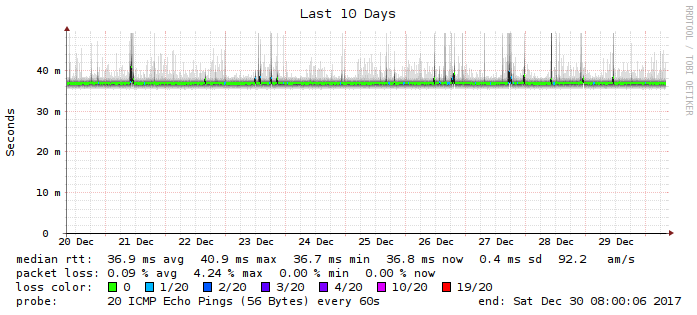 Last 10 Days
RRDTOOL / TOBI OETIKER
Seconds
40 m
30 m
20 m
10 m
0
20 Dec 21 Dec 22 Dec 23 Dec 24 Dec 25 Dec 26 Dec 27 Dec 28 Dec 29 Dec
median rtt: 36.9 ms avg 40.9 ms max 36.7 ms min 36.8 ms now 0.4 ms sd 92.2 am/s
packet loss: 0.09 % avg 4.24 % max 0.00 % min 0.00 % now
loss color: 0 1/20 2/20 3/20 4/20 10/20 19/20
probe: 20 ICMP Echo Pings (56 Bytes) every 60s end: Sat Dec 30 08:00:06 2017